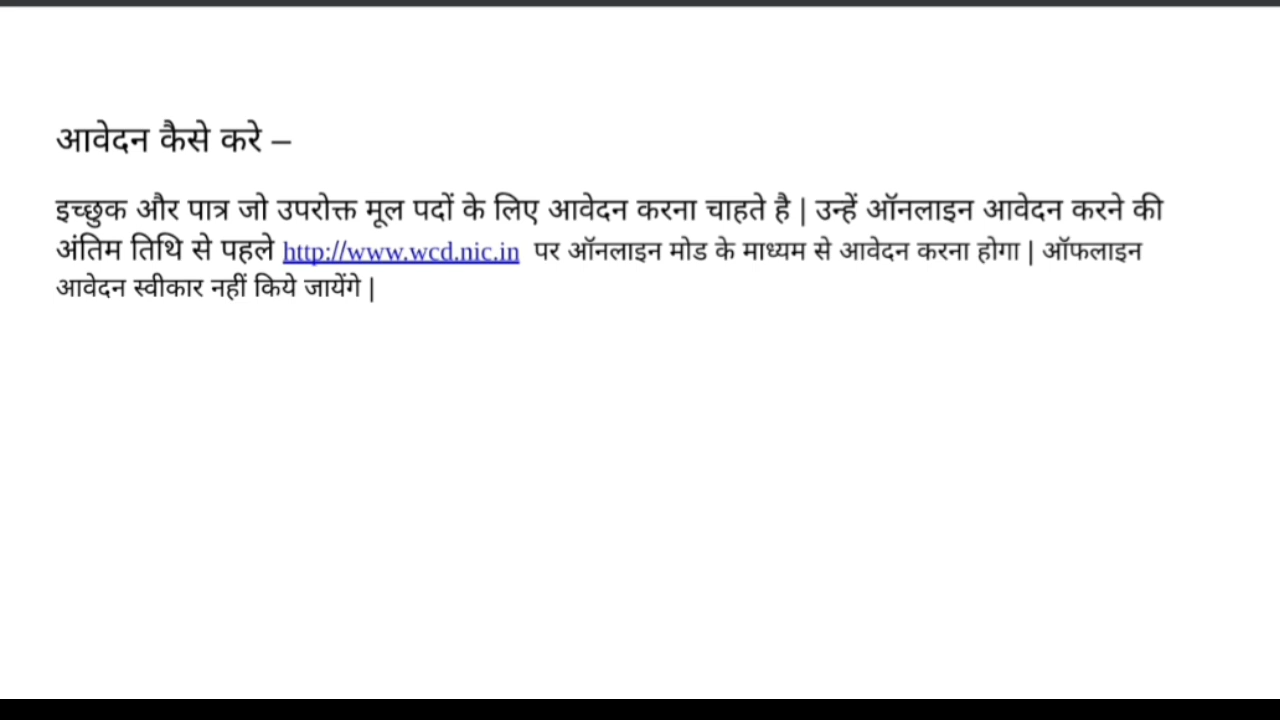 आवेदन कैसे करे –
इच्छुक और पात्र जो उपरोक्त मूल पदों के लिए आवेदन करना चाहते है | उन्हें ऑनलाइन आवेदन करने की
अंतिम तिथि से पहले http://www.wcd.nic.in पर ऑनलाइन मोड के माध्यम से आवेदन करना होगा | ऑफलाइन
आवेदन स्वीकार नहीं किये जायेंगे |